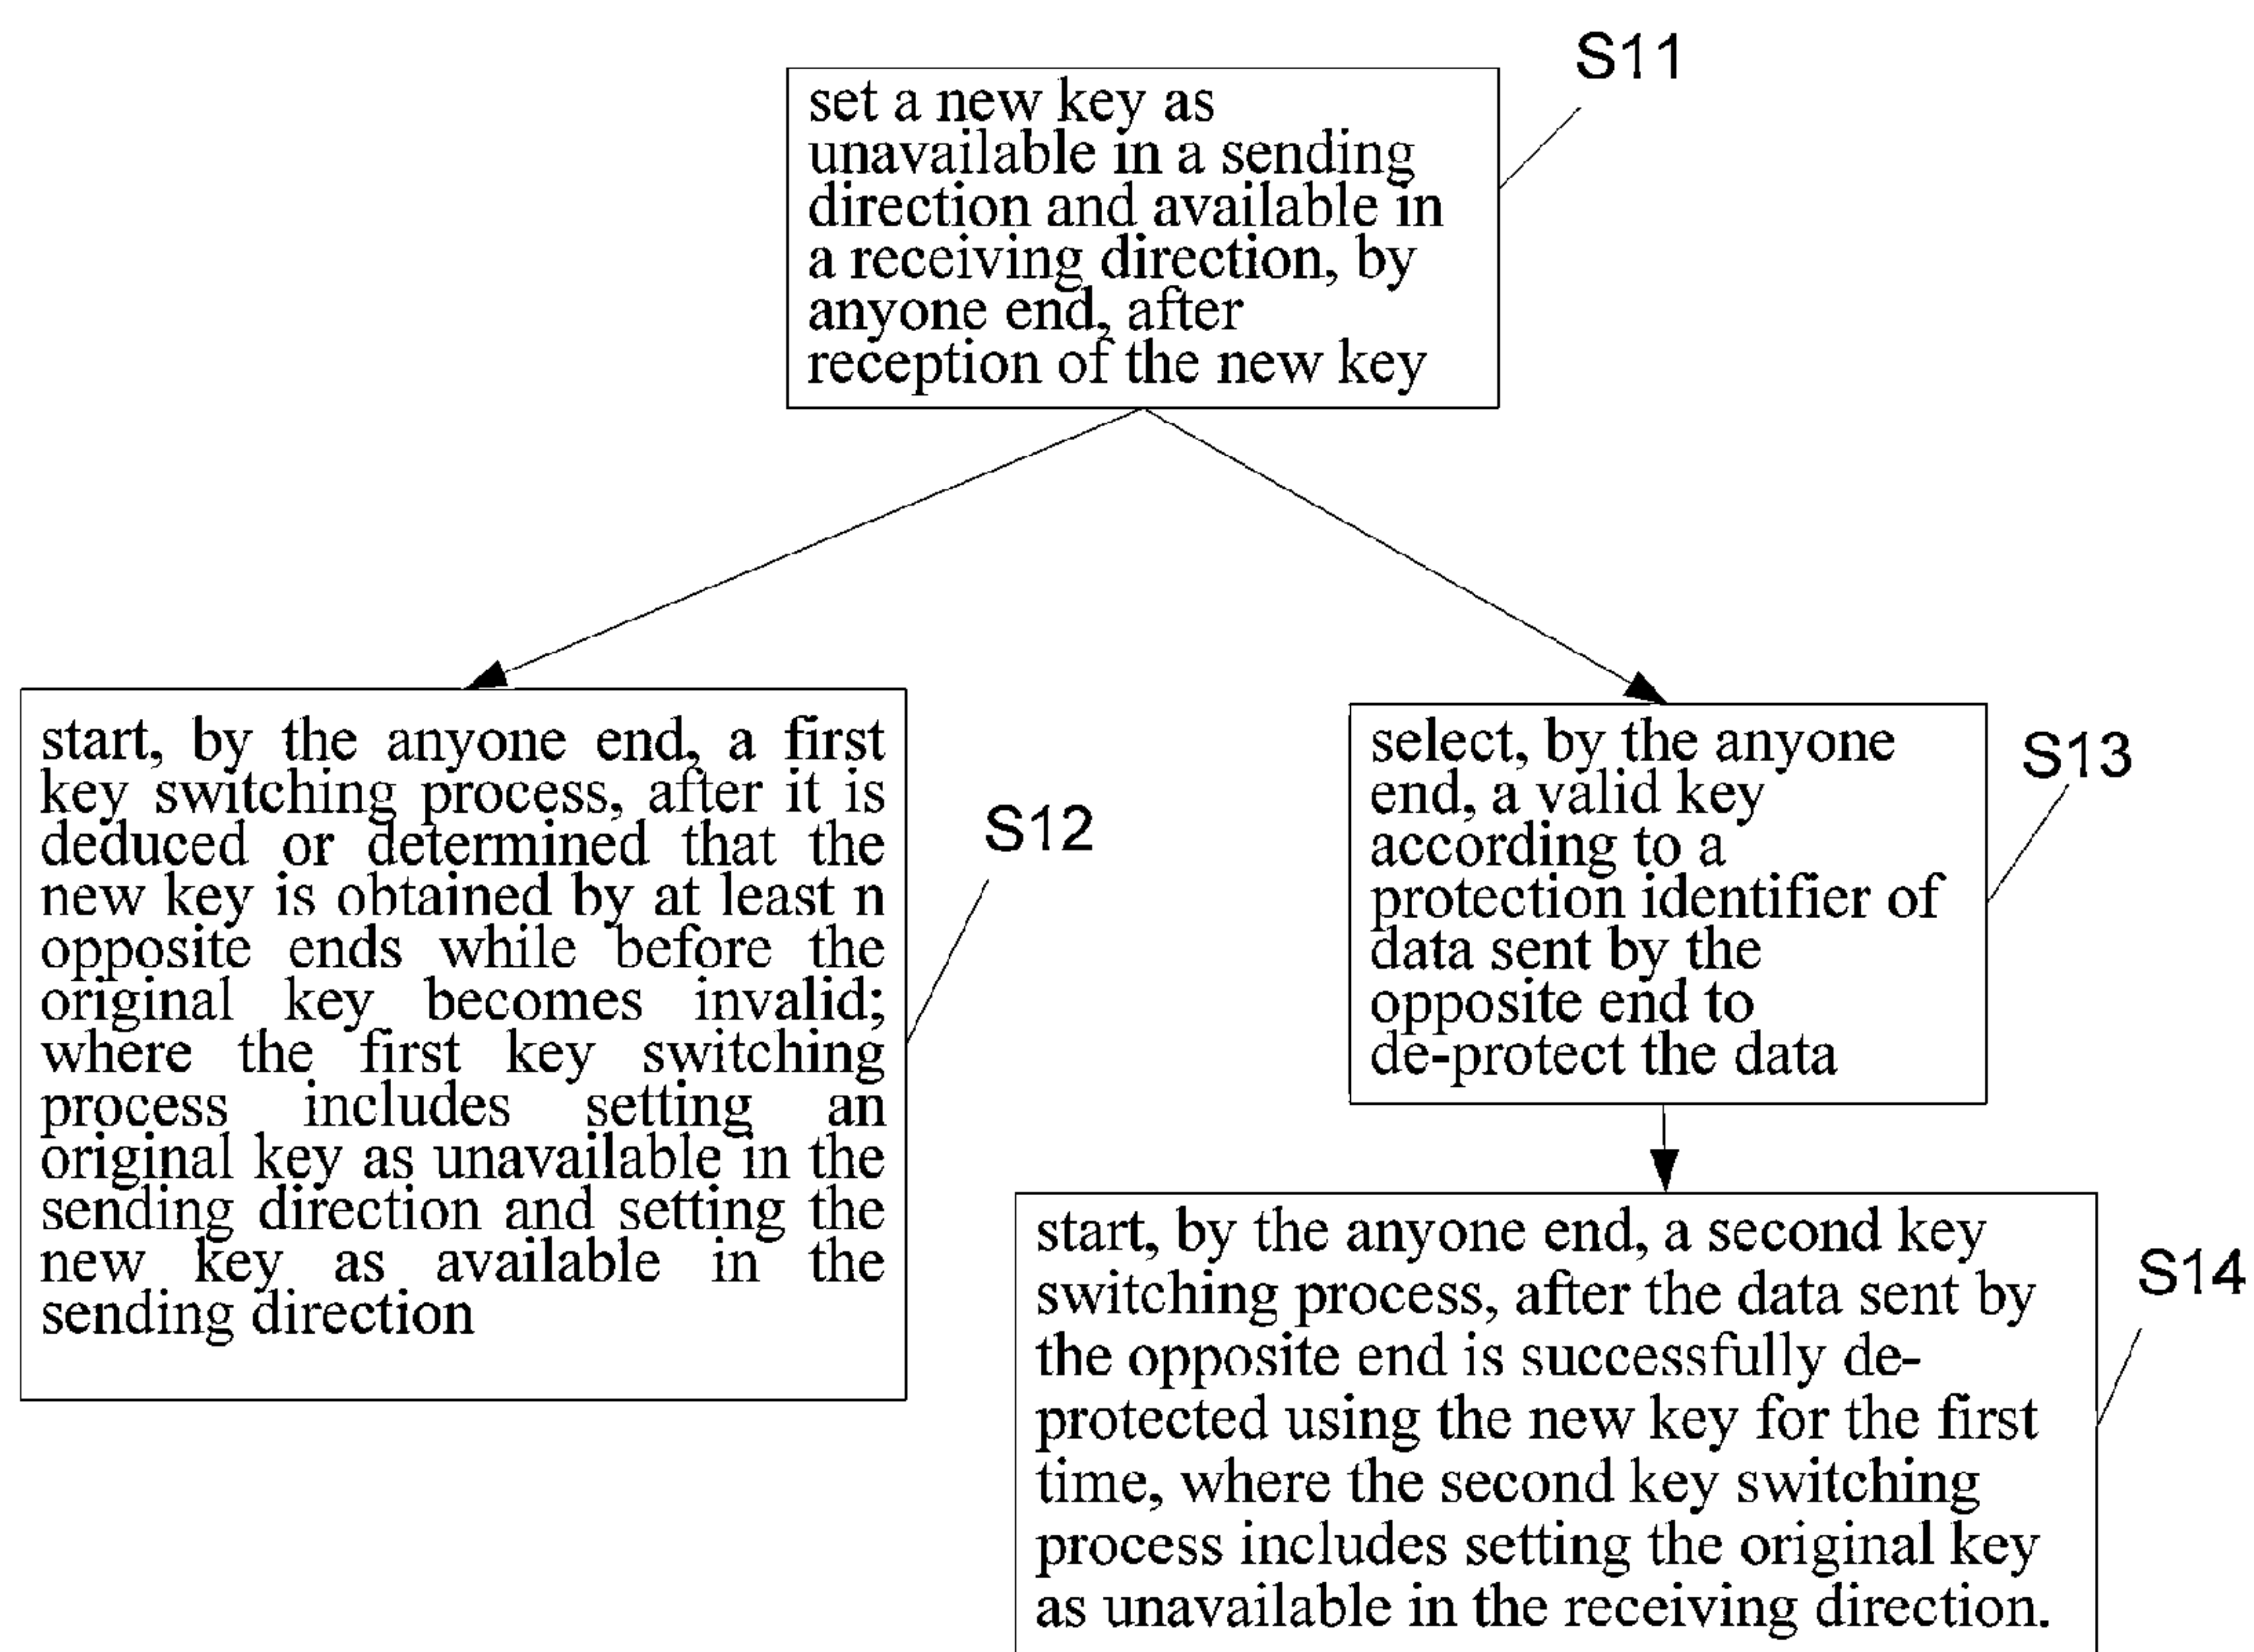 S11
set a new key as
unavailable in a sending
direction and available in
a receiving direction, by
anyone end, after
reception of the new key
start, by the anyone end, a first
key switching process, after it is
deduced or determined that the
new key is obtained by at least n
opposite ends while before the
original key becomes invalid;
where the first key switching
process includes setting an
original key as unavailable in the
sending direction and setting the
new key as available in the
sending direction
S12
select, by the anyone
end, a valid key
according to a
protection identifier of
data sent by the
opposite end to
de-protect the data
S13
start, by the anyone end, a second key
switching process, after the data sent by
the opposite end is successfully de-
protected using the new key for the first
time, where the second key switching
process includes setting the original key
as unavailable in the receiving direction.
S14